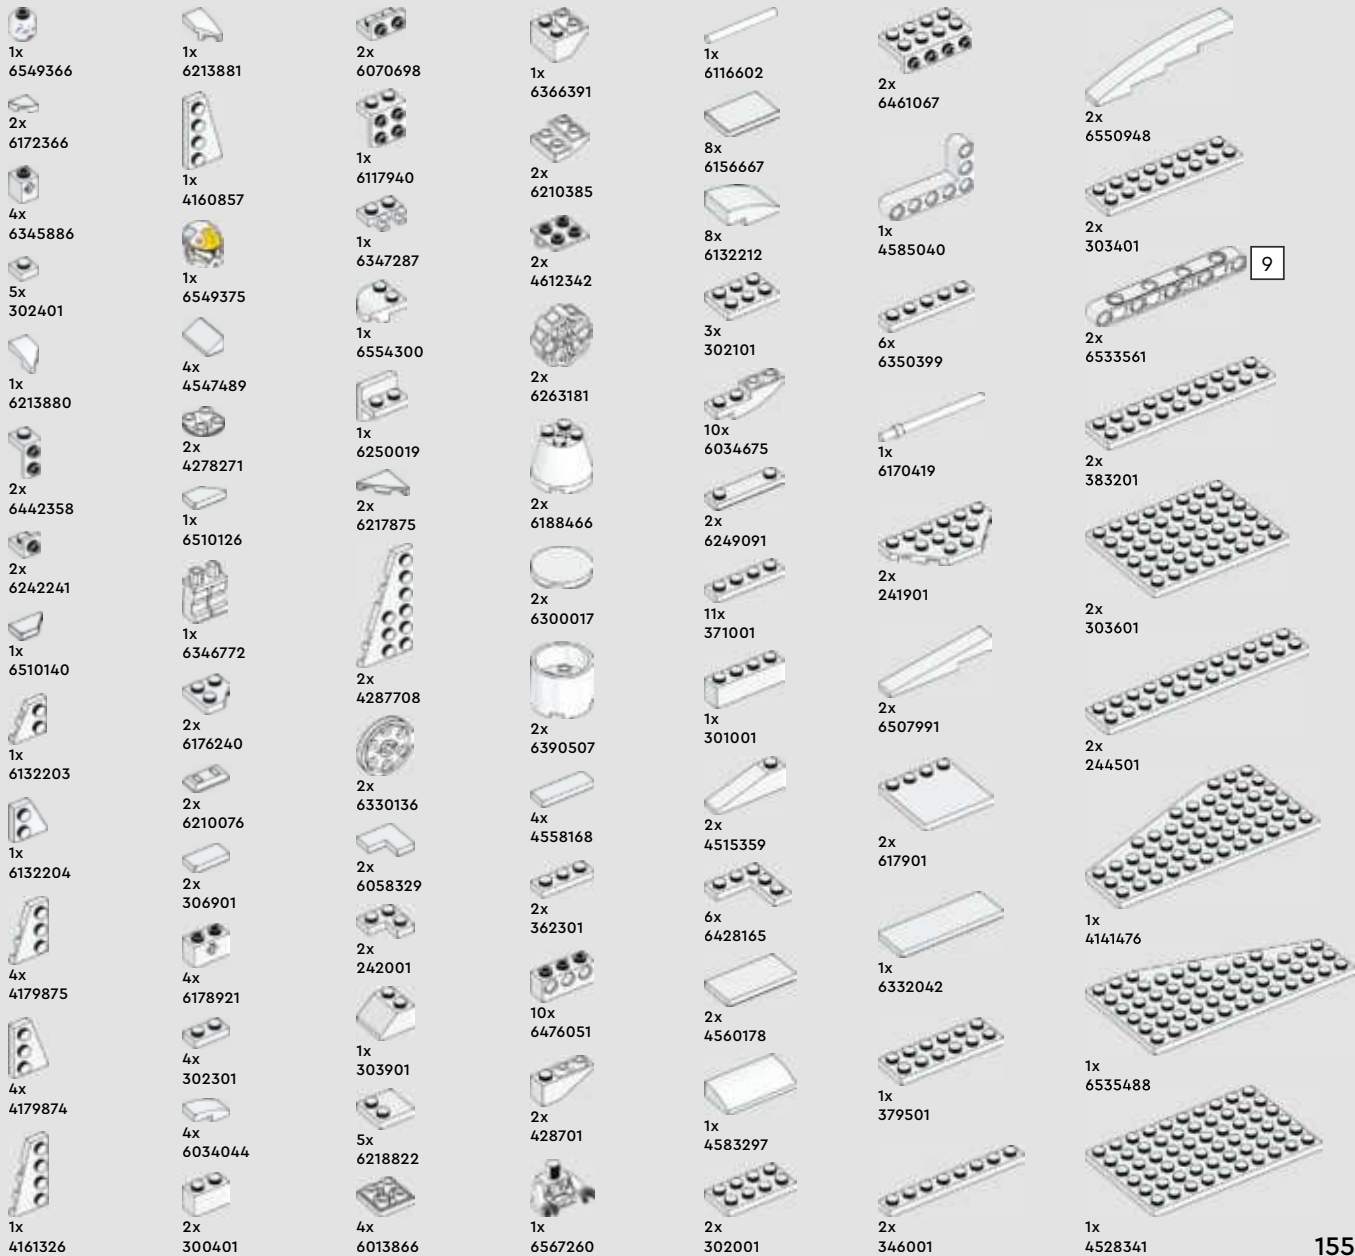 1x
6549366
2x
6172366
4x
6345886
5x
302401
1x
6213880
2x
6442358
2x
6242241
1x
6510140
1x
6132203
1x
6132204
4x
4179875
4x
4179874
1x
4161326
1x
6213881
1x
4160857
1x
6549375
4x
4547489
2x
4278271
1x
6510126
1x
6346772
2x
6176240
2x
6210076
2x
306901
4x
6178921
4x
302301
4x
6034044
2x
300401
2x
6070698
1x
6117940
1x
6347287
1x
6554300
1x
6250019
2x
6217875
2x
4287708
2x
6330136
2x
6058329
2x
242001
1x
303901
5x
6218822
4x
6013866
1x
6366391
2x
6210385
2x
4612342
2x
6263181
2x
6188466
2x
6300017
2x
6390507
4x
4558168
2x
362301
10x
6476051
2x
428701
1x
6567260
1x
6116602
8x
6156667
8x
6132212
3x
302101
10x
6034675
2x
6249091
11x
371001
1x
301001
2x
4515359
6x
6428165
2x
4560178
1x
4583297
2x
302001
2x
6461067
1x
4585040
6x
6350399
1x
6170419
2x
241901
2x
6507991
2x
617901
1x
6332042
1x
379501
2x
346001
2x
6550948
2x
303401
9
2x
6533561
2x
383201
2x
303601
2x
244501
1x
4141476
1x
6535488
1x
4528341
155